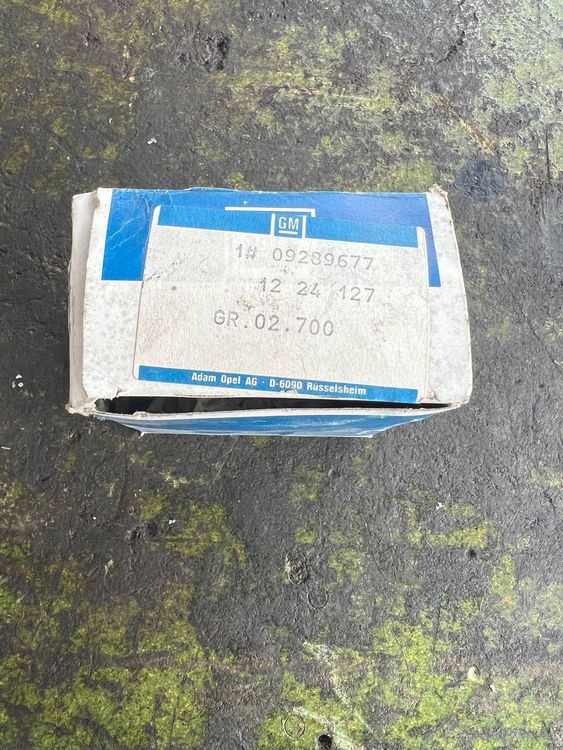 GM
1# 09289677
12 24 127
GR.02.700
Adam Opel AG · D-6090 Rüsselsheim